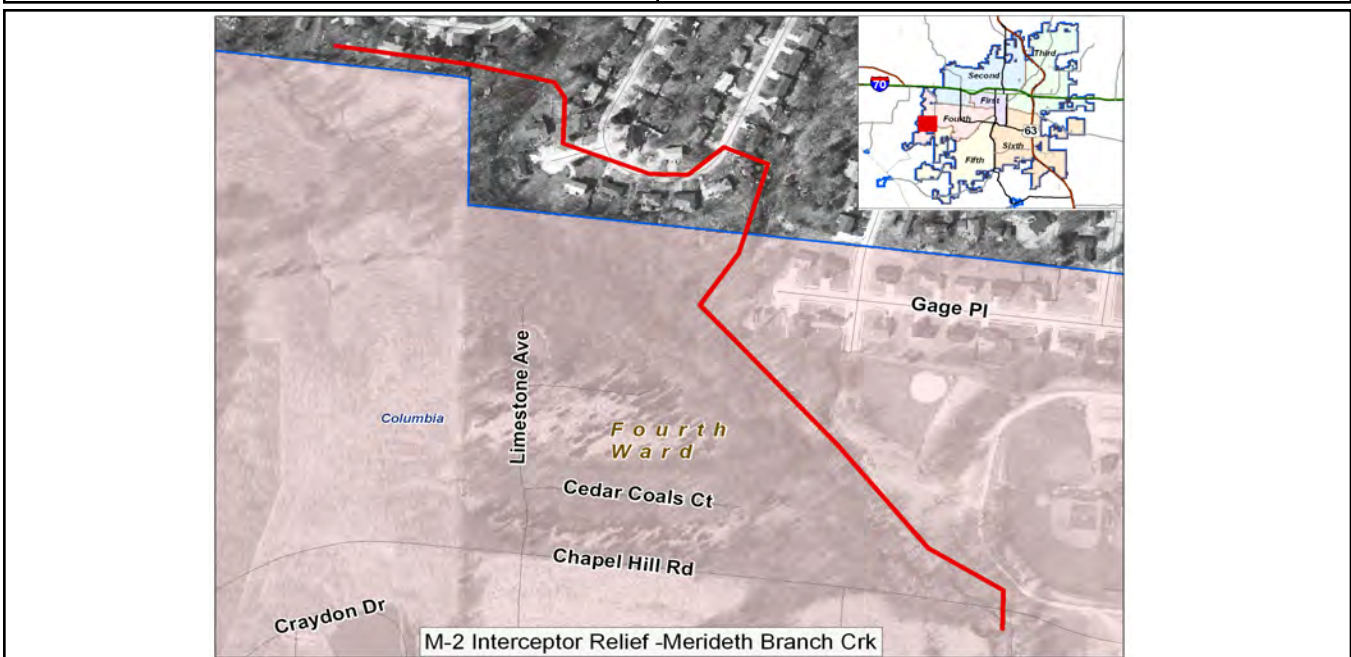 Third
Second
70
First
Fourth
63
Sixth
Fifth
Gage Pl
Limestone Ave
Columbia
Fourth
Ward
Cedar Coals Ct
Chapel Hill Rd
Craydon Dr
M-2 Interceptor Relief -Merideth Branch Crk